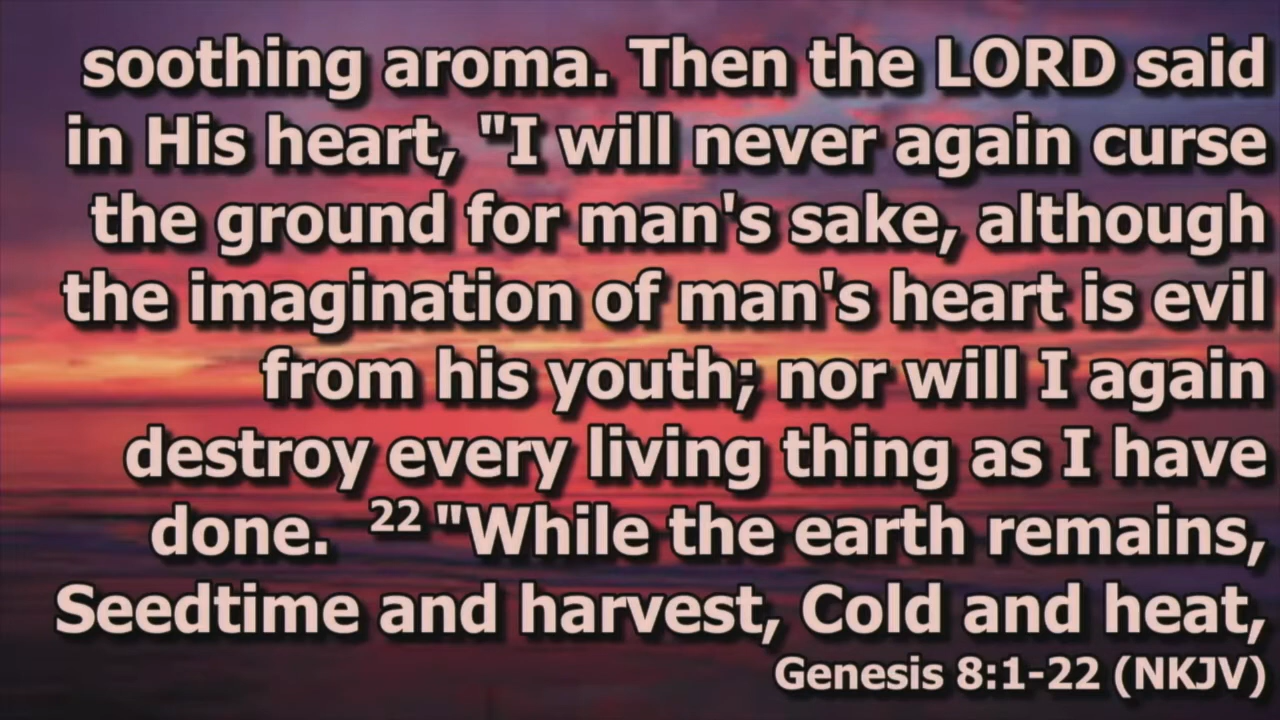 soothing aroma. Then the LORD said
in His heart, "I will never again curse
the ground for man's sake, although
the imagination of man's heart is evil
from his youth; nor will I again
destroy every living thing as I have
done. 22 "While the earth remains,
Seedtime and harvest, Cold and heat,
Genesis 8:1-22 (NKJV)